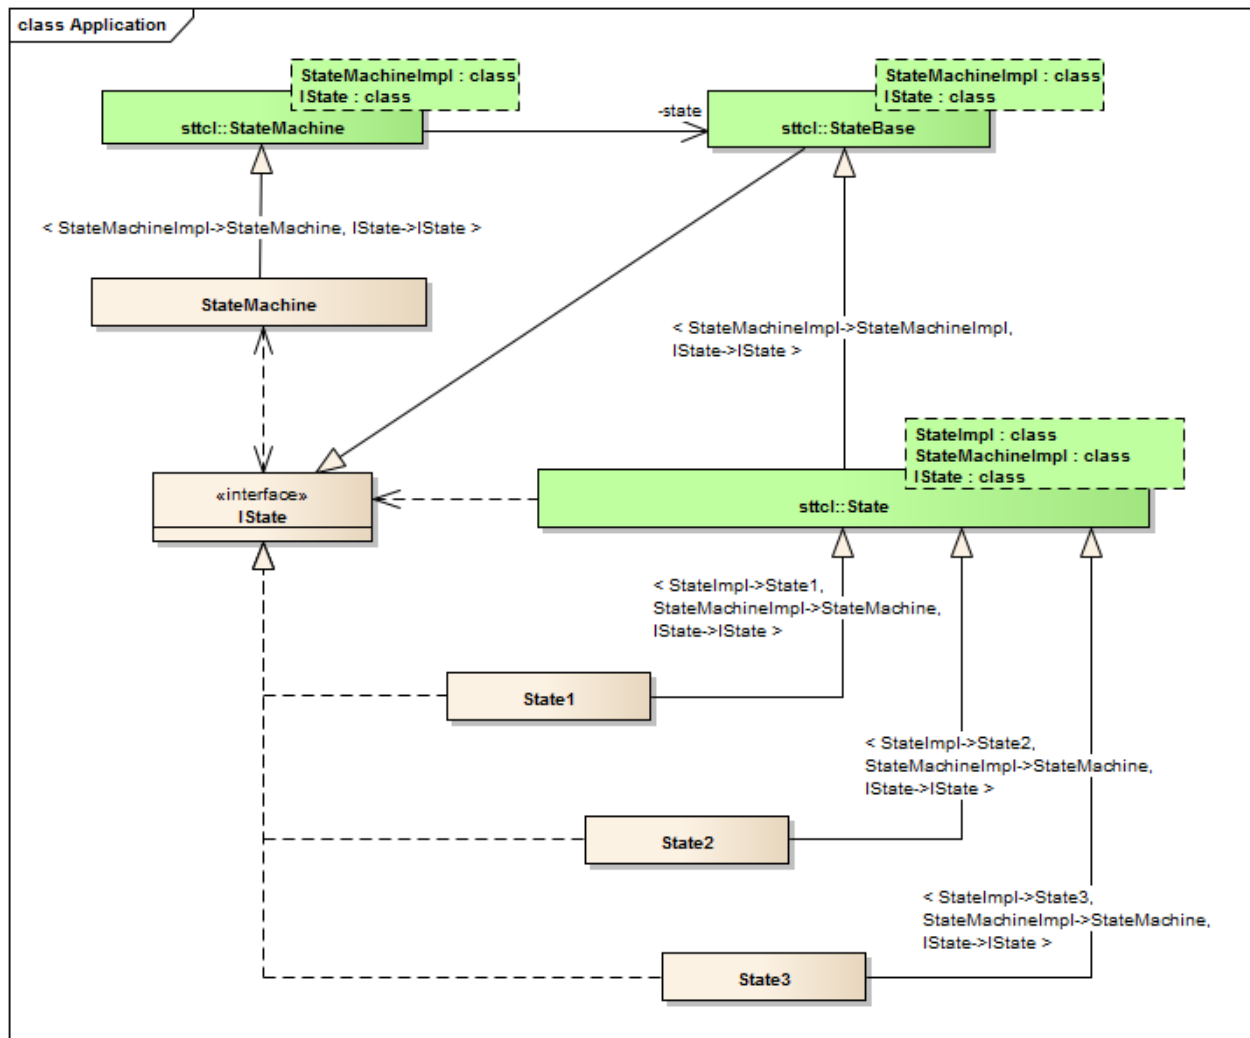 class Application
StateMachineImpl : class
IState : class
sttcl::StateMachine
-state
StateMachineImpl : class
IState : class
sttcl::StateBase
< StateMachineImpl->StateMachine, IState->IState >
StateMachine
< StateMachineImpl->StateMachineImpl,
IState->IState >
«interface»
IState
StateImpl : class
StateMachineImpl : class
IState : class
sttcl::State
< StateImpl->State1,
StateMachineImpl->StateMachine,
IState->IState >
State1
< StateImpl->State2,
StateMachineImpl->StateMachine,
IState->IState >
State2
< StateImpl->State3,
StateMachineImpl->StateMachine,
IState->IState >
State3